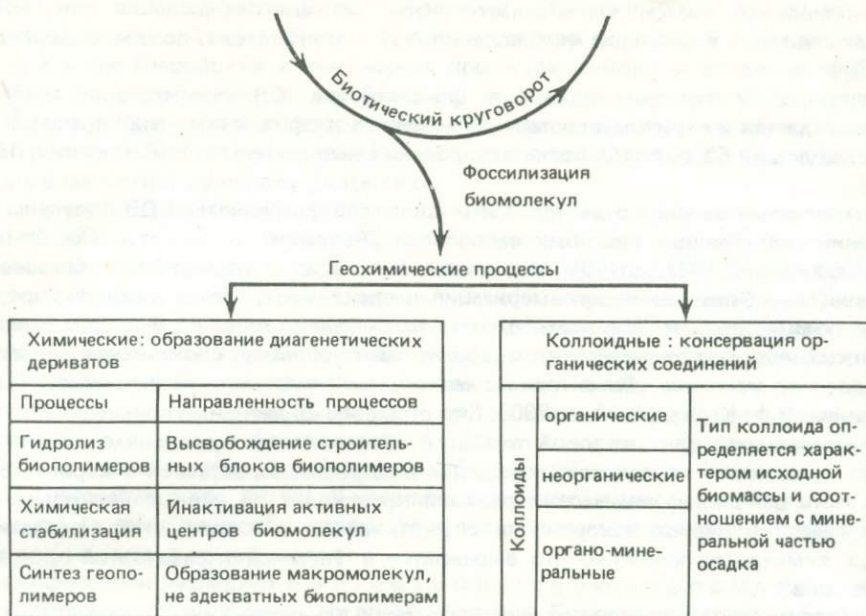 Биотический круговорот
Фоссилизация
биомолекул
Геохимические процессы
Химические: образование диагенетических
дериватов
Процессы
Направленность процессов
Гидролиз
биополимеров
Высвобождение строитель-
ных блоков биополимеров
Химическая
стабилизация
Инактивация активных
центров биомолекул
Синтез геопо-
лимеров
Образование макромолекул,
не адекватных биополимерам
Коллоидные : консервация ор-
ганических соединений
Коллоиды
органические
неорганические
органо-мине-
ральные
Тип коллоида оп-
ределяется харак-
тером исходной
биомассы и соот-
ношением с мине-
ральной частью
осадка